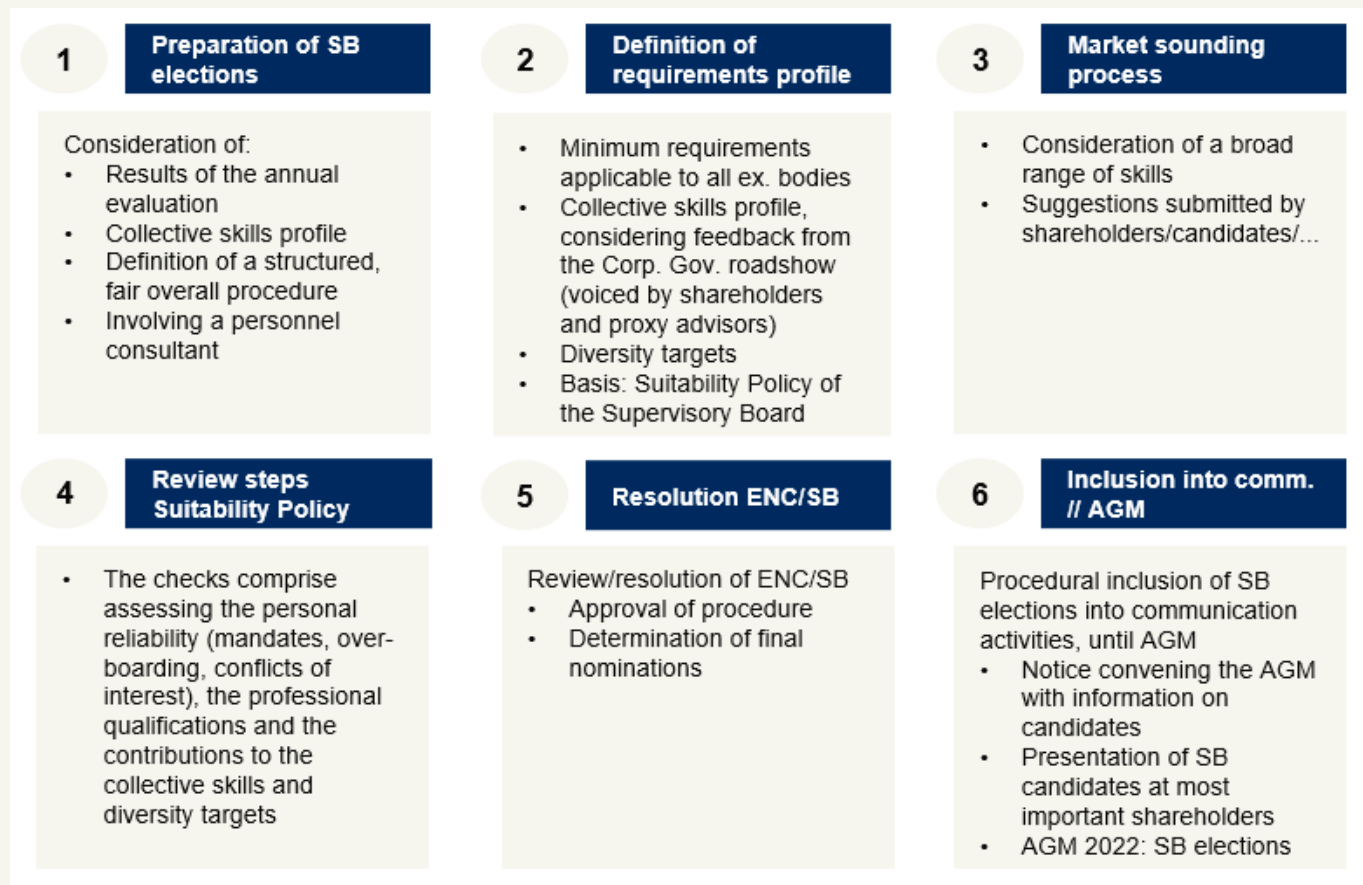 1
Preparation of SB
elections
Consideration of:
• Results of the annual
evaluation
• Collective skills profile
• Definition of a structured,
fair overall procedure
• Involving a personnel
consultant
2
Definition of
requirements profile
• Minimum requirements
applicable to all ex. bodies
• Collective skills profile,
considering feedback from
the Corp. Gov. roadshow
(voiced by shareholders
and proxy advisors)
• Diversity targets
• Basis: Suitability Policy of
the Supervisory Board
3
Market sounding
process
• Consideration of a broad
range of skills
• Suggestions submitted by
shareholders/candidates/...
4
Review steps
Suitability Policy
• The checks comprise
assessing the personal
reliability (mandates, over-
boarding, conflicts of
interest), the professional
qualifications and the
contributions to the
collective skills and
diversity targets
5
Resolution ENC/SB
Review/resolution of ENC/SB
• Approval of procedure
• Determination of final
nominations
6
Inclusion into comm.
// AGM
Procedural inclusion of SB
elections into communication
activities, until AGM
• Notice convening the AGM
with information on
candidates
• Presentation of SB
candidates at most
important shareholders
• AGM 2022: SB elections